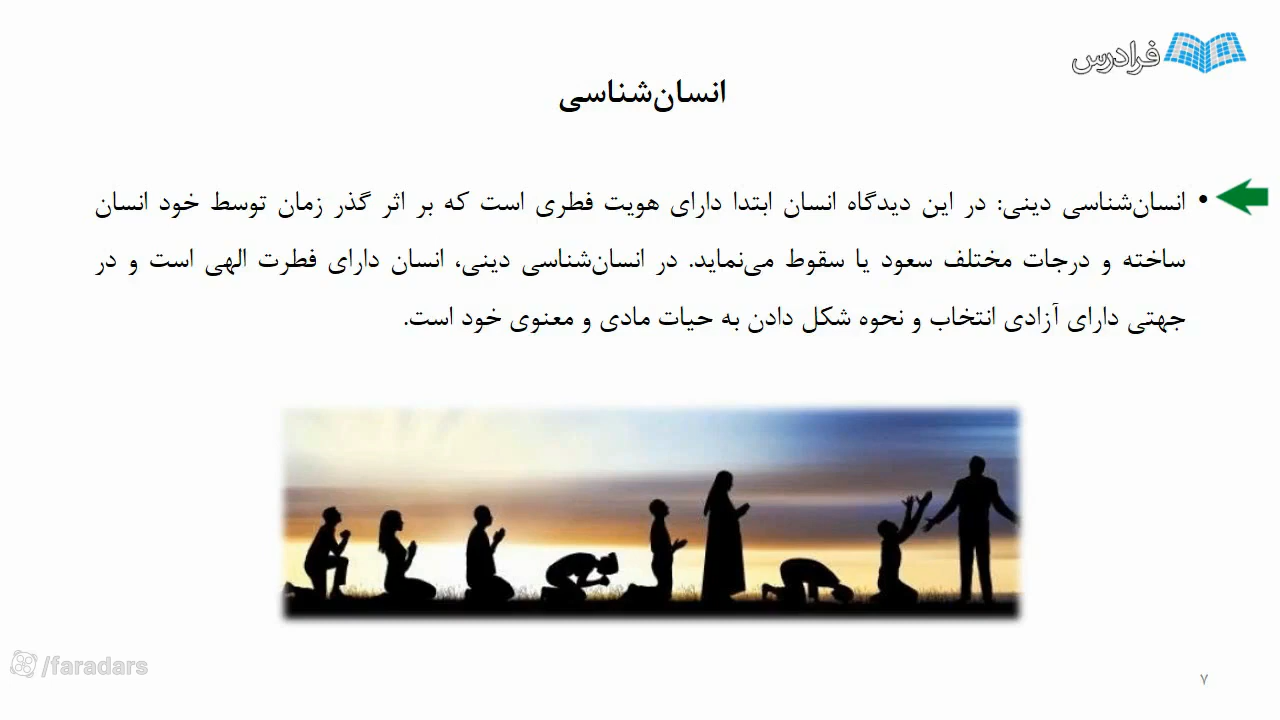 فرادرس
انسان‌شناسی
• انسان‌شناسی دینی: در این دیدگاه انسان ابتدا دارای هویت فطری است که بر اثر گذر زمان توسط خود انسان
ساخته و درجات مختلف سعود یا سقوط می‌نماید. در انسان‌شناسی دینی، انسان دارای فطرت الهی است و در
جهتی دارای آزادی انتخاب و نحوه شکل دادن به حیات مادی و معنوی خود است.
/faradars
۷